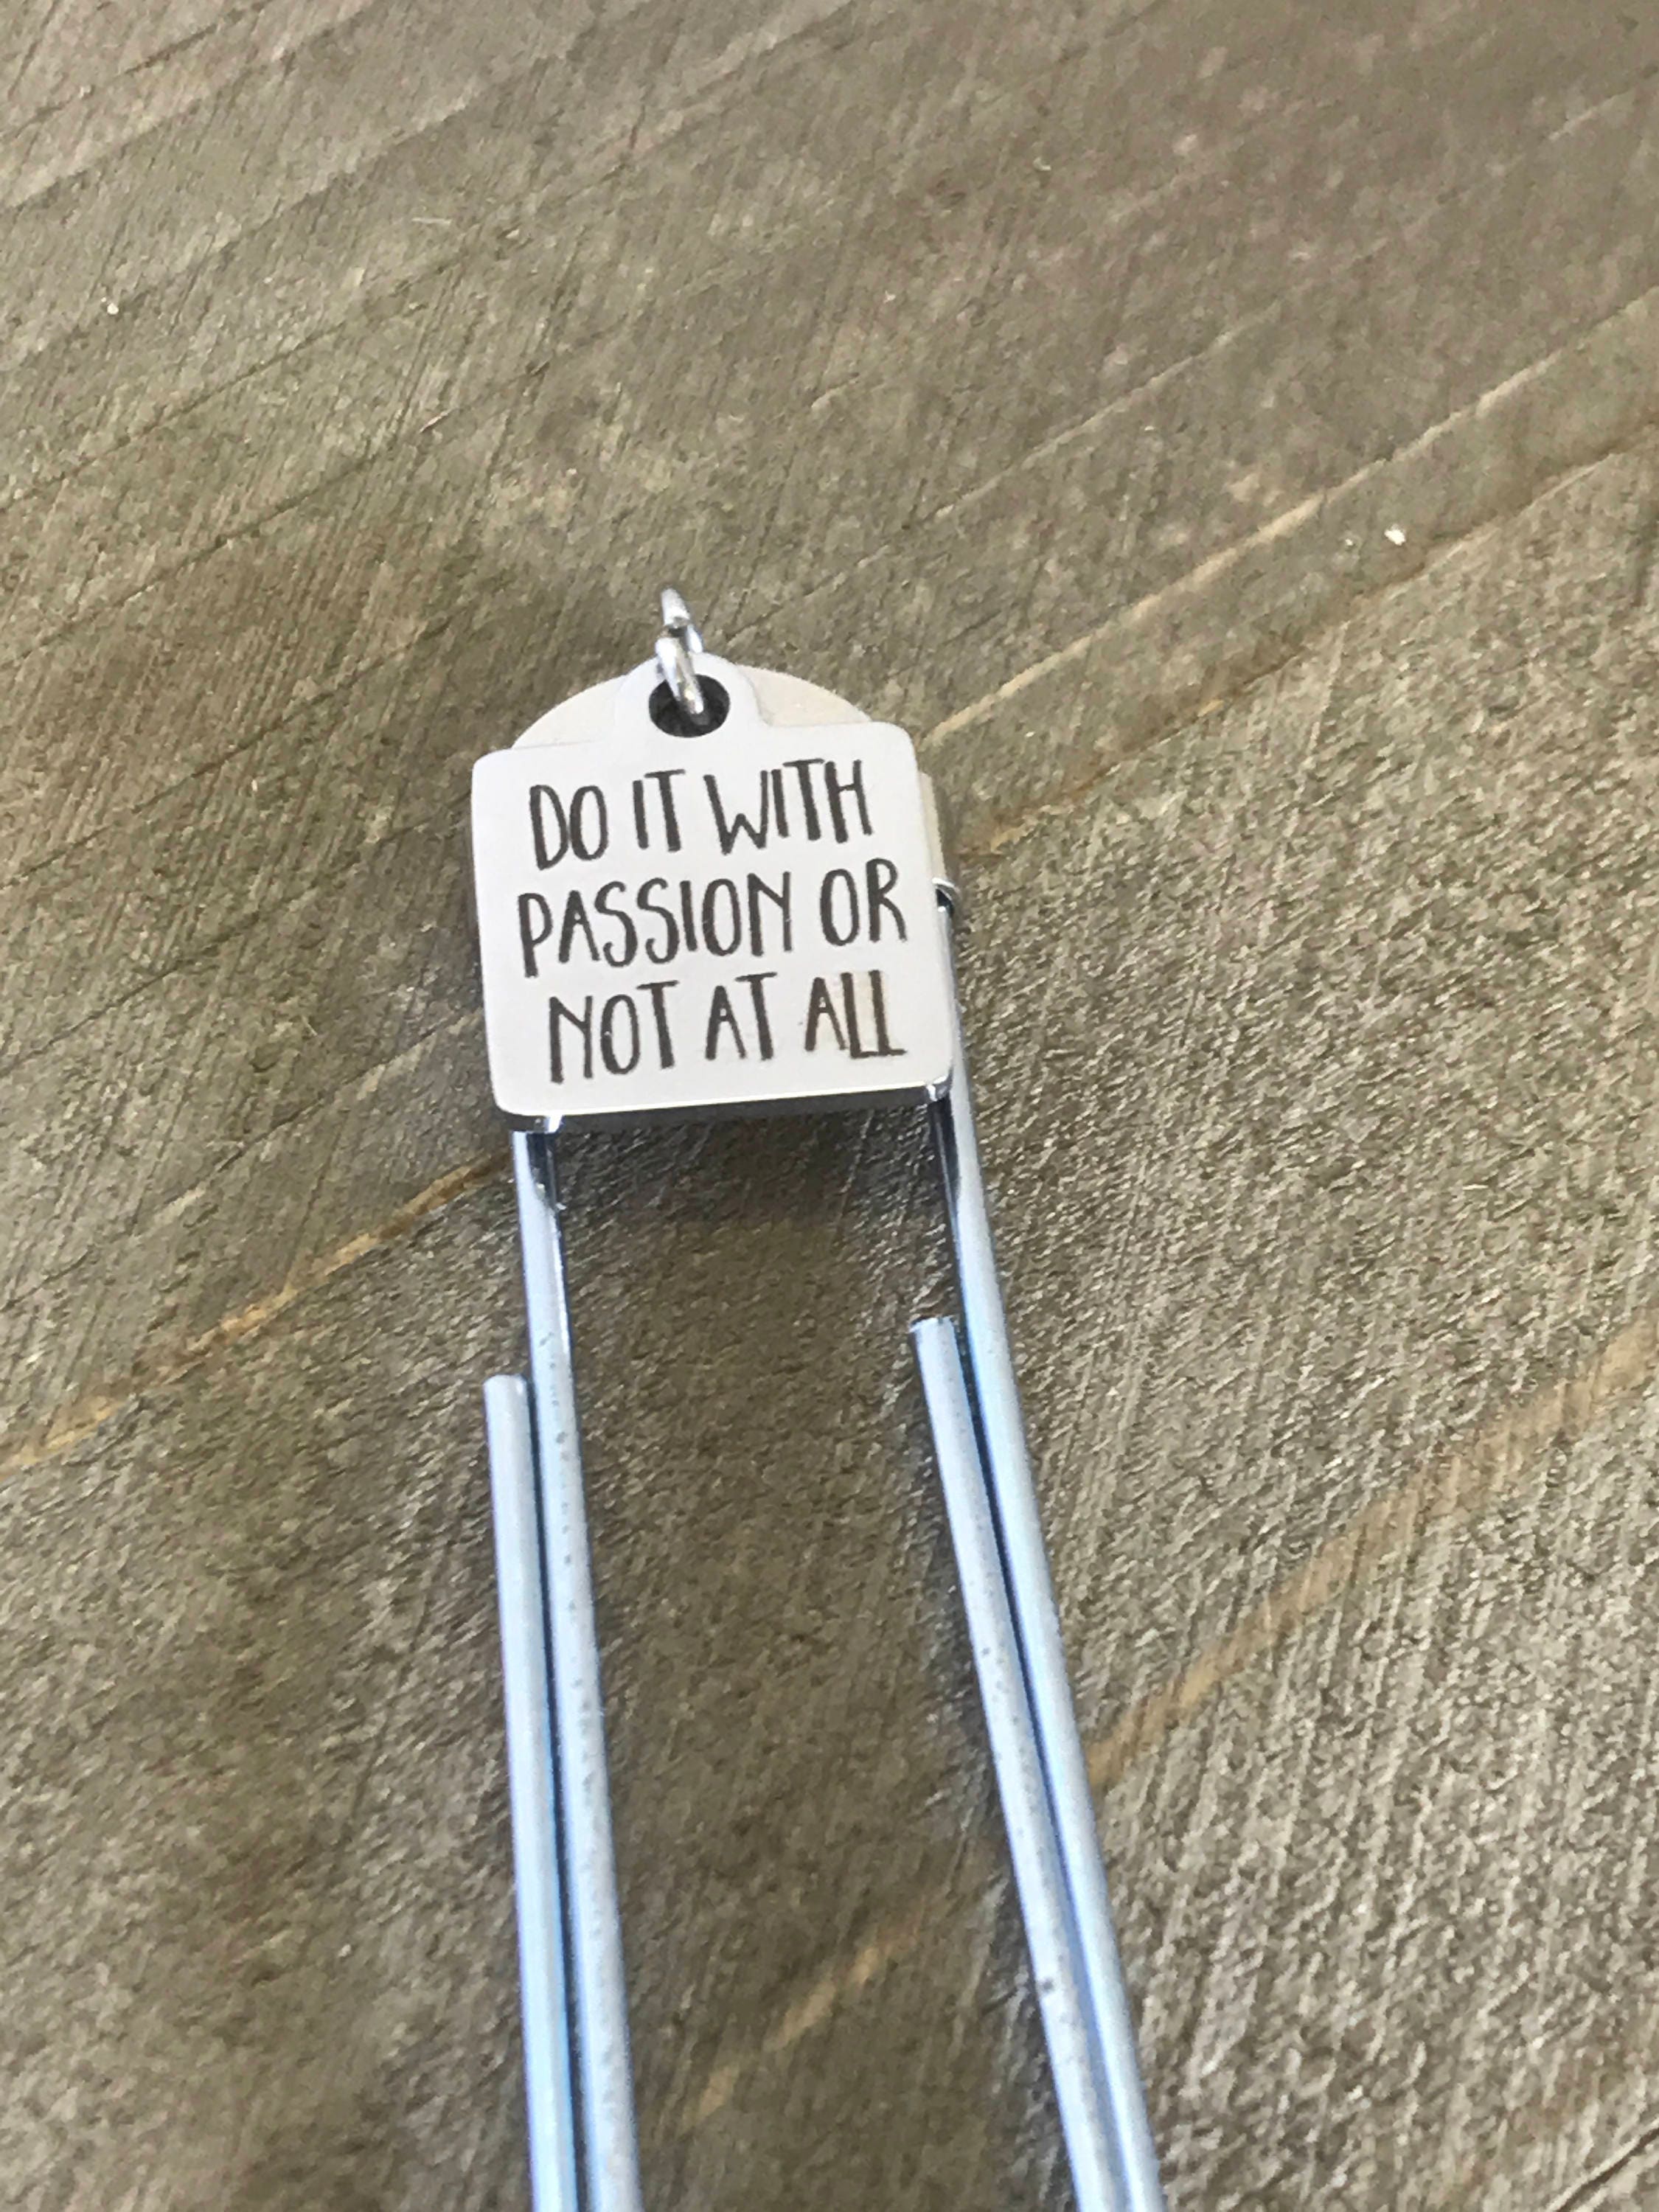 DO IT WITH
PASSION OR
NOT AT ALL